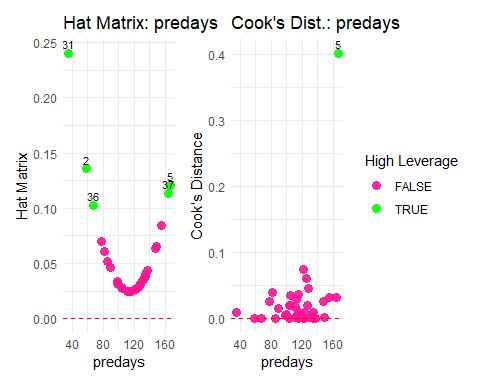 Hat Matrix: predays
Hat Matrix
0.25
0.20
0.15
0.10
0.05
0.00
31
2
36
5
37
40
80
120
160
predays
Cook's Dist.: predays
Cook's Distance
0.4
0.3
0.2
0.1
0.0
5
40
80
120
160
predays
High Leverage
FALSE
TRUE